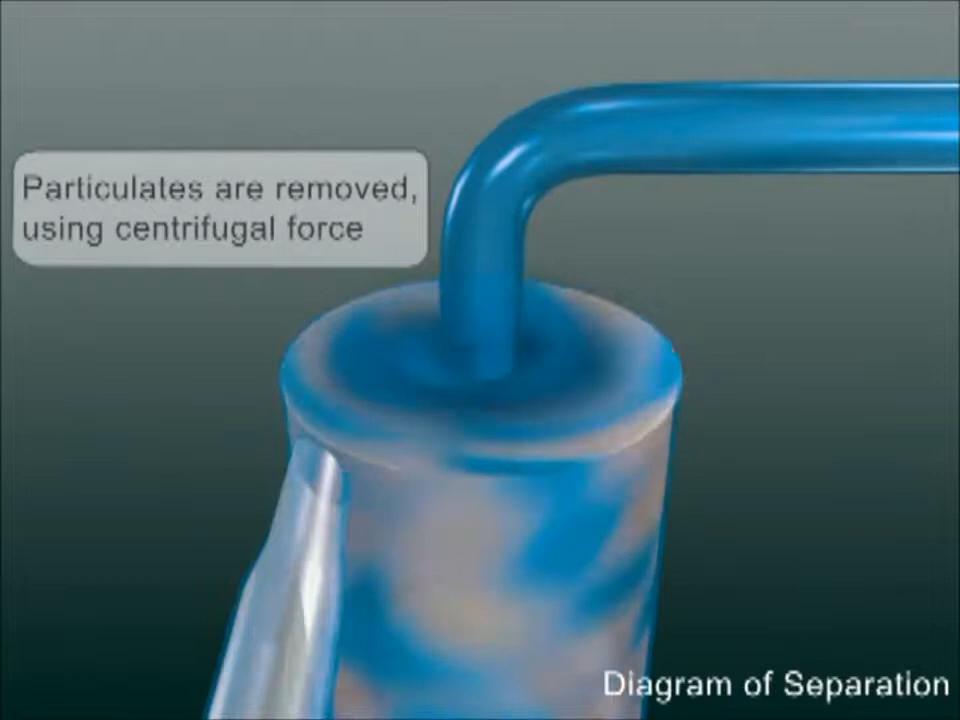 Particulates are removed,
using centrifugal force
Diagram of Separation